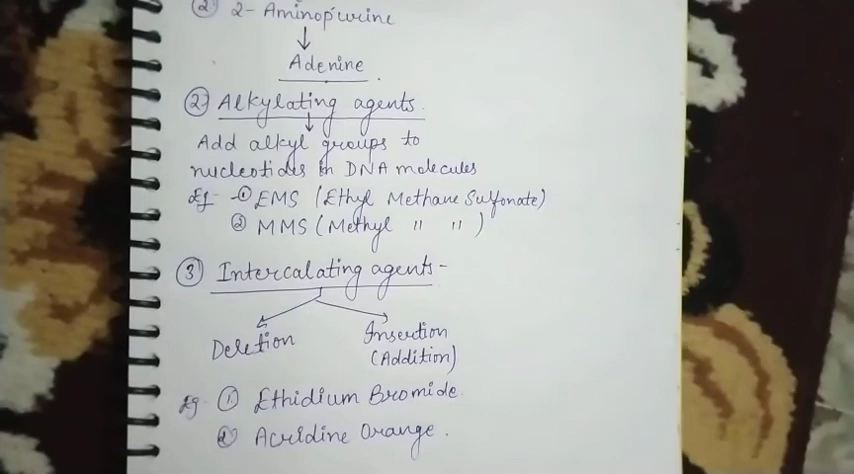 ② 2- Aminopurine
↓
Adenine.
② Alkylating agents.
↓
Add alkyl groups to
nucleotides in DNA molecules
Eg - ① EMS (Ethyl Methane Sulfonate)
② MMS (Methyl " ")
③ Intercalating agents -
Deletion Insertion
(Addition)
Eg- ① Ethidium Bromide.
② Acridine Orange.